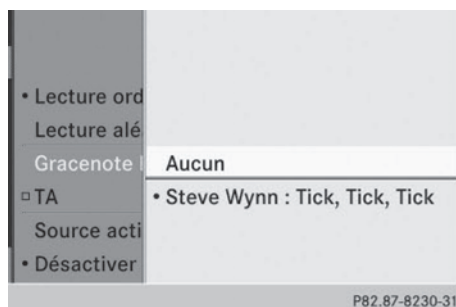 • Lecture ord
Lecture alé
Gracenote
Aucun
▫ TA
• Steve Wynn : Tick, Tick, Tick
Source acti
• Désactiver
P82.87-8230-31